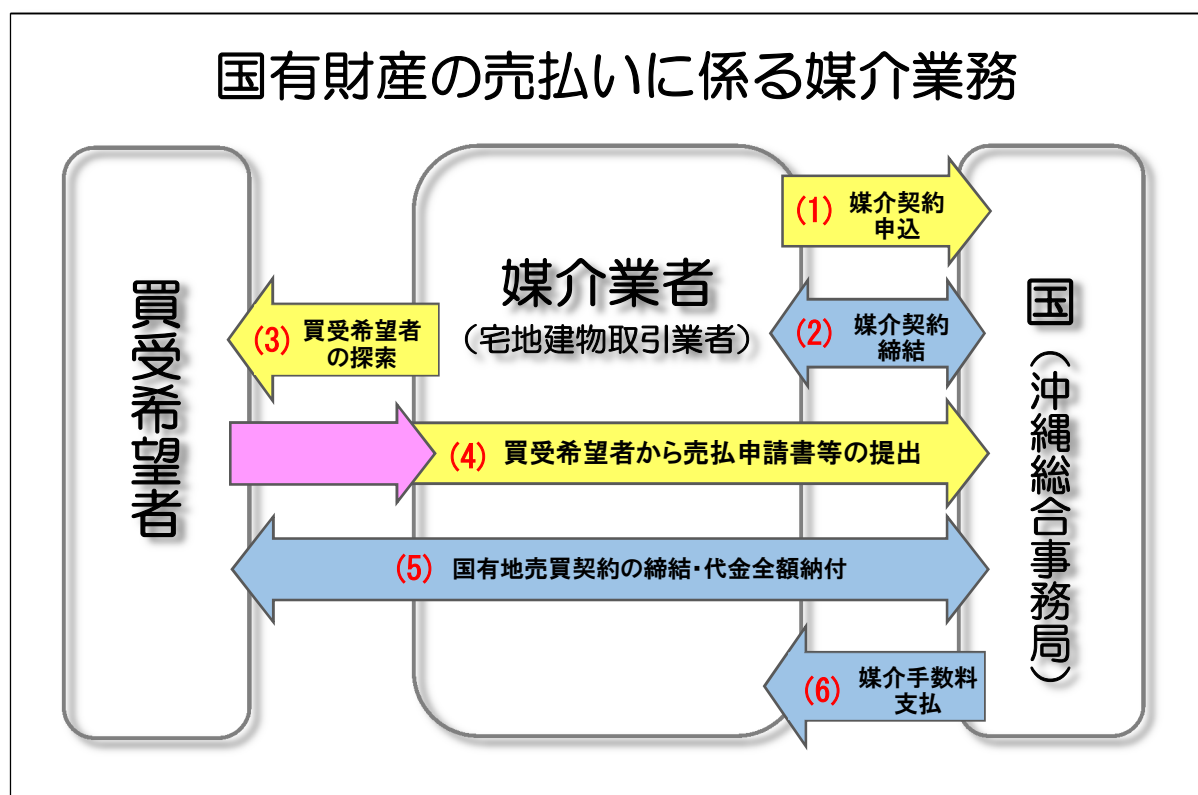 国有財産の売払いに係る媒介業務
買受希望者
媒介業者
(宅地建物取引業者)
国(沖縄総合事務局)
(1) 媒介契約
申込
(2) 媒介契約
締結
(3) 買受希望者
の探索
(4) 買受希望者から売払申請書等の提出
(5) 国有地売買契約の締結・代金全額納付
(6) 媒介手数料
支払